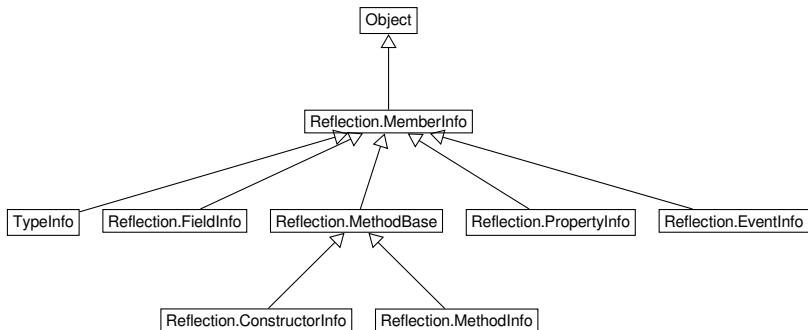 Object
Reflection.MemberInfo
TypeInfo
Reflection.FieldInfo
Reflection.MethodBase
Reflection.PropertyInfo
Reflection.EventInfo
Reflection.ConstructorInfo
Reflection.MethodInfo